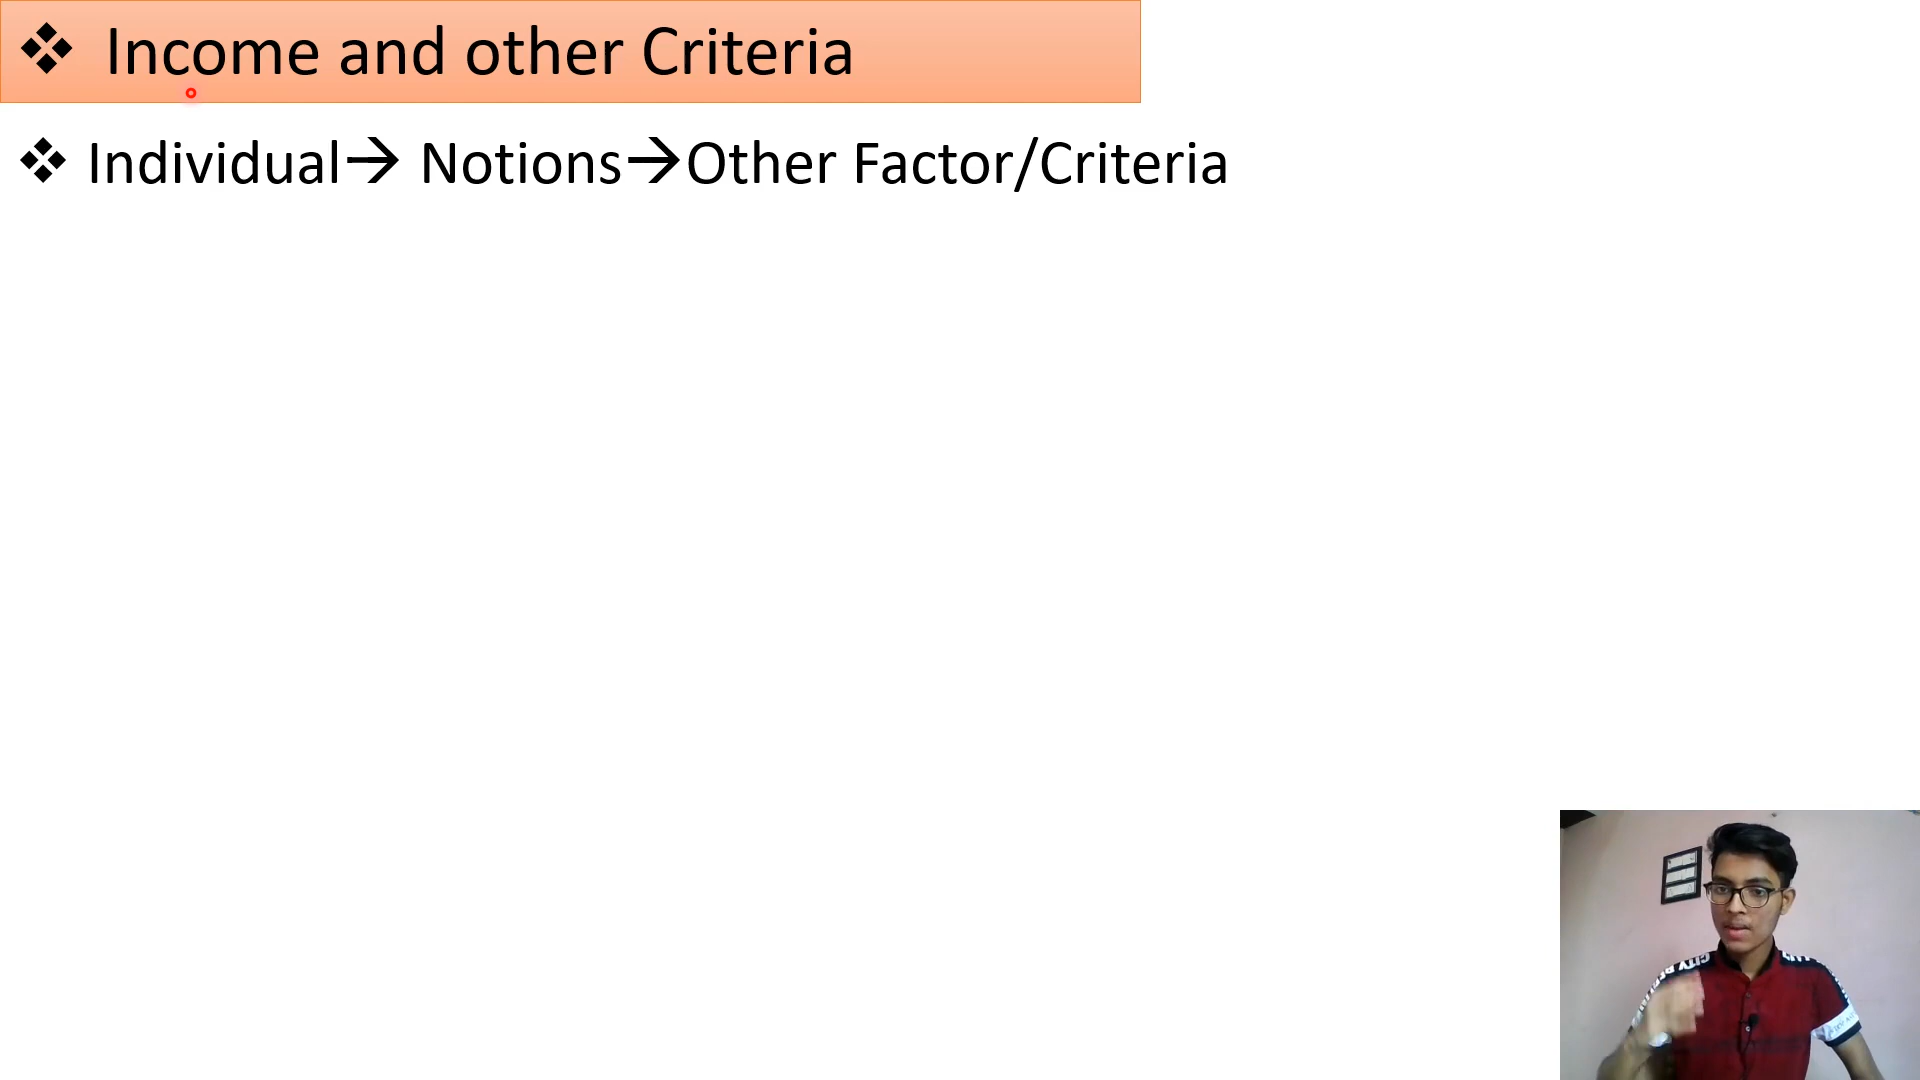 ❖ Income and other Criteria
❖ Individual→ Notions→Other Factor/Criteria